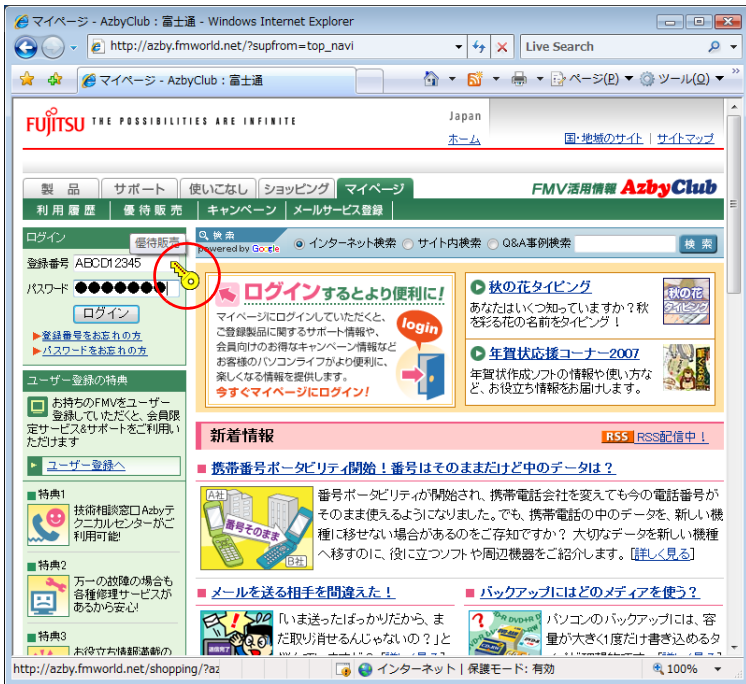 マイページ - AzbyClub : 富士通 - Windows Internet Explorer
http://azby.fmworld.net/?supfrom=top_navi
Live Search
マイページ - AzbyClub : 富士通
ページ(P) ツール(O)
FUJITSU THE POSSIBILITIES ARE INFINITE
Japan
ホーム
国・地域のサイト | サイトマップ
製 品 サポート 使いこなし ショッピング マイページ
FMV活用情報 AzbyClub
利用履歴 優待販売 キャンペーン メールサービス登録
ログイン
優待販売
検索
powered by Google
インターネット検索 サイト内検索 Q&A事例検索
検 索
登録番号 ABCD12345
パスワード ●●●●●●●
ログイン
登録番号をお忘れの方
パスワードをお忘れの方
ログインするとより便利に!
マイページにログインしていただくと、
ご登録製品に関するサポート情報や、
会員向けのお得なキャンペーン情報など
お客様のパソコンライフがより便利に、
楽しくなる情報を提供します。
今すぐマイページにログイン!
login
秋の花タイピング
あなたはいくつ知っていますか?秋
を彩る花の名前をタイピング!
秋の花
タイピング
年賀状応援コーナー2007
年賀状作成ソフトの情報や使い方な
ど、お役立ち情報をお届けします。
ユーザー登録の特典
お持ちのFMVをユーザー
登録していただくと、会員限
定サービス&サポートをご利用い
ただけます
ユーザー登録へ
■特典1
技術相談窓口Azbyテ
クニカルセンターがご
利用可能!
■特典2
万一の故障の場合も
各種修理サービスが
あるから安心!
■特典3
お役立ち情報満載の
新着情報
RSS RSS配信中!
■ 携帯番号ポータビリティ開始!番号はそのままだけど中のデータは?
A社
番号そのまま
B社
番号ポータビリティが開始され、携帯電話会社を変えても今の電話番号が
そのまま使えるようになりました。でも、携帯電話の中のデータを、新しい機
種に移せない場合があるのをご存知ですか? 大切なデータを新しい機種
へ移すのに、役に立つソフトや周辺機器をご紹介します。[詳しく見る]
■ メールを送る相手を間違えた!
「いま送ったばっかりだから、ま
だ取り消せるんじゃないの?」と
■ バックアップにはどのメディアを使う?
パソコンのバックアップには、容
量が大きく1度だけ書き込めるタ
http://azby.fmworld.net/shopping/?az
インターネット | 保護モード: 有効
100%